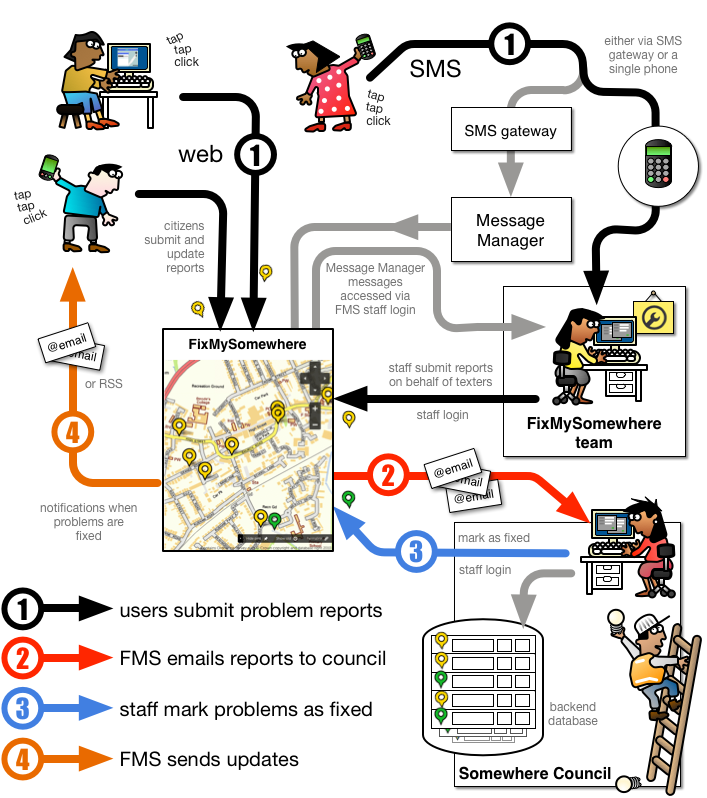 tap
tap
click
SMS
1
either via SMS
gateway or a
single phone
tap
tap
click
SMS gateway
web
1
tap
tap
click
citizens
submit and
update
reports
Message
Manager
Message Manager
messages
accessed via
FMS staff login
FixMySomewhere
@email
email
or RSS
staff submit reports
on behalf of texters
staff login
FixMySomewhere
team
4
2
@email
email
@email
notifications when
problems are
fixed
3
mark as fixed
staff login
1 users submit problem reports
2 FMS emails reports to council
3 staff mark problems as fixed
4 FMS sends updates
backend
database
Somewhere Council